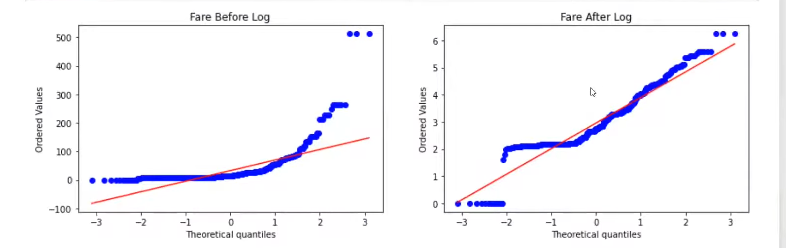 Fare Before Log
Ordered Values
500
400
300
200
100
0
−100
−3 −2 −1 0 1 2 3
Theoretical quantiles
Fare After Log
Ordered Values
6
5
4
3
2
1
0
−3 −2 −1 0 1 2 3
Theoretical quantiles